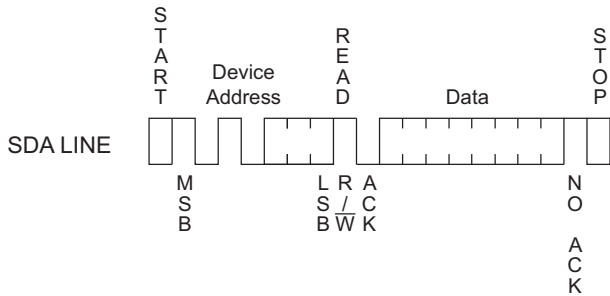 START
Device
Address
READ
Data
STOP
SDA LINE
MSB
LSB
R/W̅
ACK
NO ACK